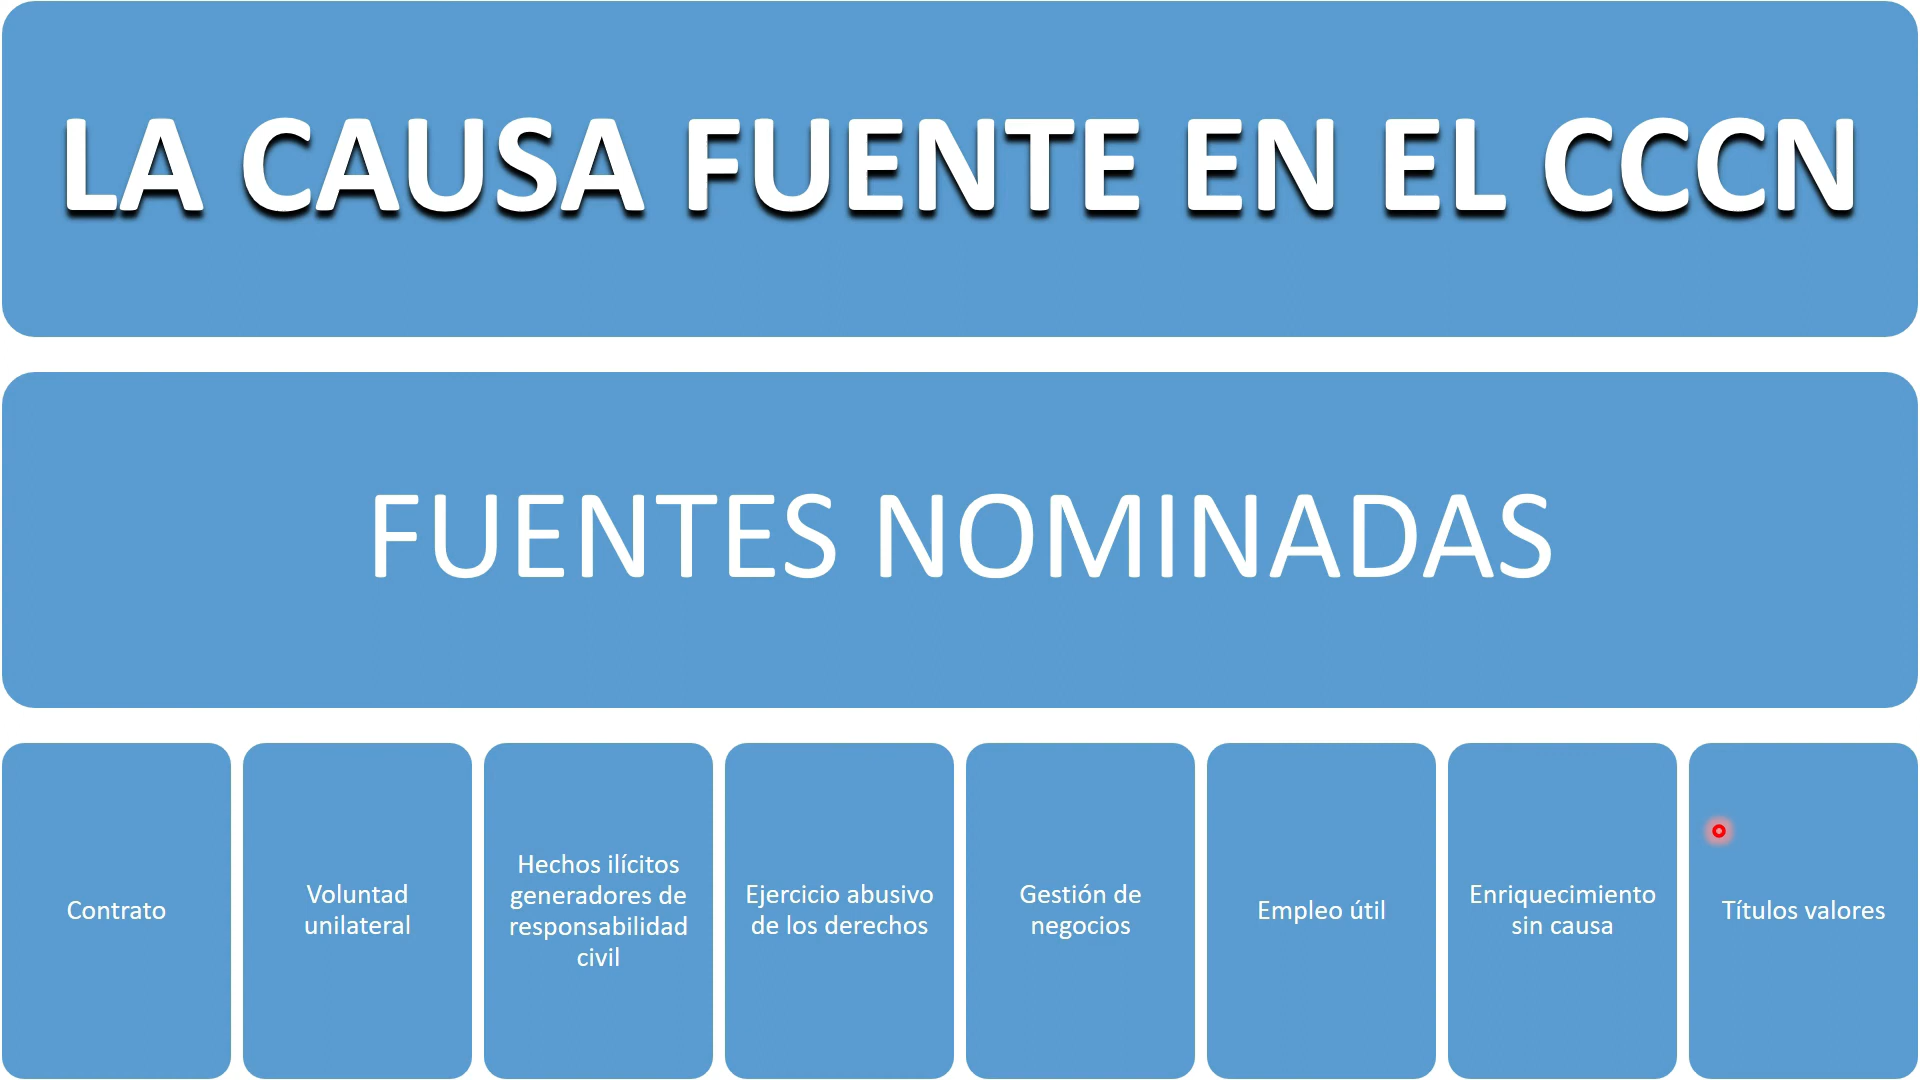 LA CAUSA FUENTE EN EL CCCN
FUENTES NOMINADAS
Contrato
Voluntad
unilateral
Hechos ilícitos
generadores de
responsabilidad
civil
Ejercicio abusivo
de los derechos
Gestión de
negocios
Empleo útil
Enriquecimiento
sin causa
Títulos valores